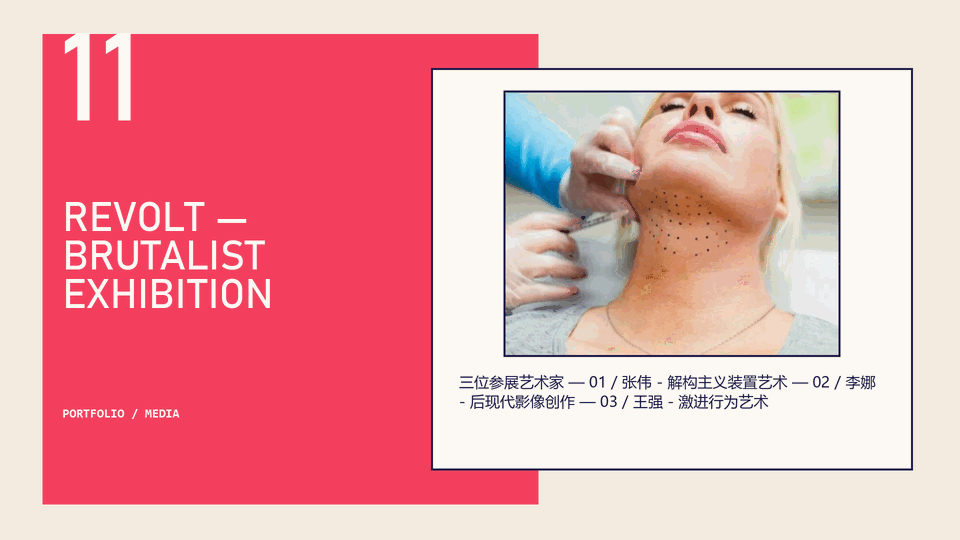 11
REVOLT —
BRUTALIST
EXHIBITION
PORTFOLIO / MEDIA
三位参展艺术家 — 01 / 张伟 - 解构主义装置艺术 — 02 / 李娜
- 后现代影像创作 — 03 / 王强 - 激进行为艺术